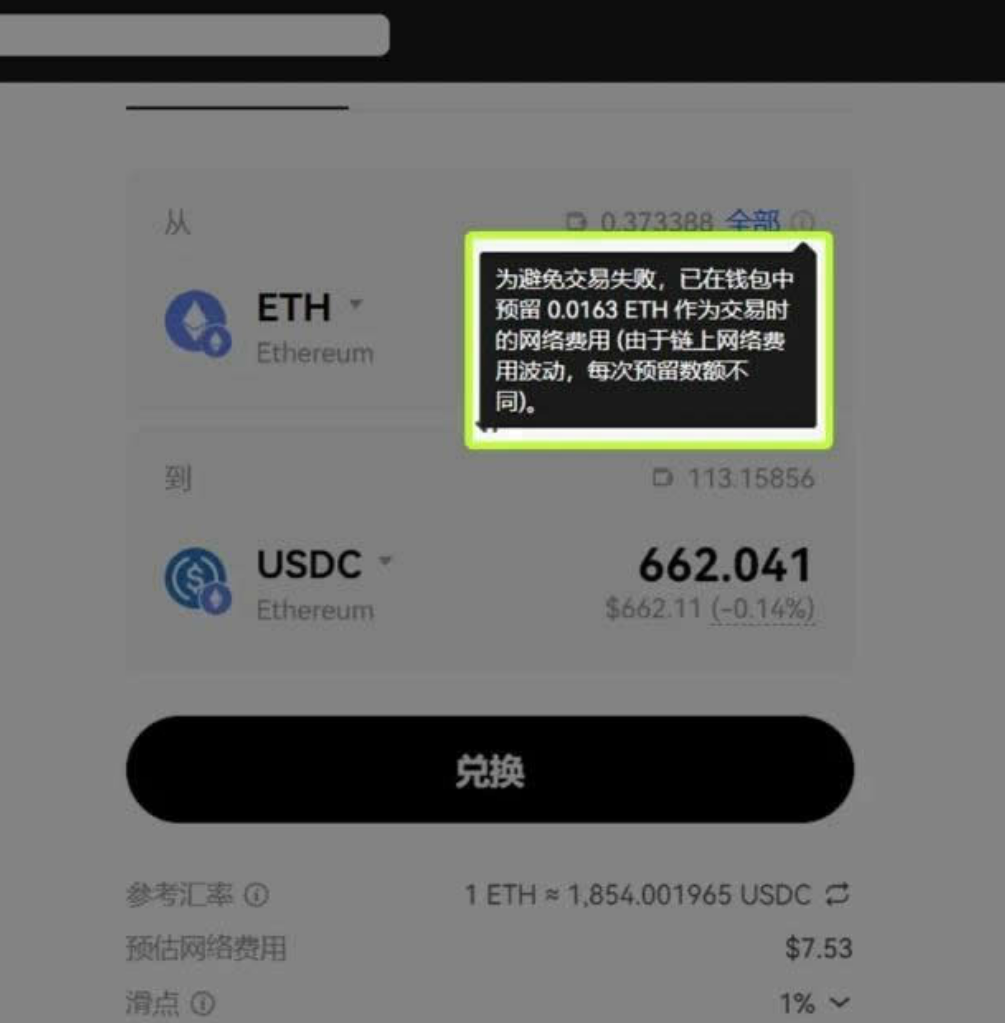 从
0.373388 全部
为避免交易失败，已在钱包中
预留 0.0163 ETH 作为交易时
的网络费用 (由于链上网络费
用波动，每次预留数额不
同)。
ETH
Ethereum
到
113.15856
USDC
662.041
Ethereum
$662.11 (-0.14%)
兑换
参考汇率
1 ETH ≈ 1,854.001965 USDC
预估网络费用
$7.53
滑点
1%